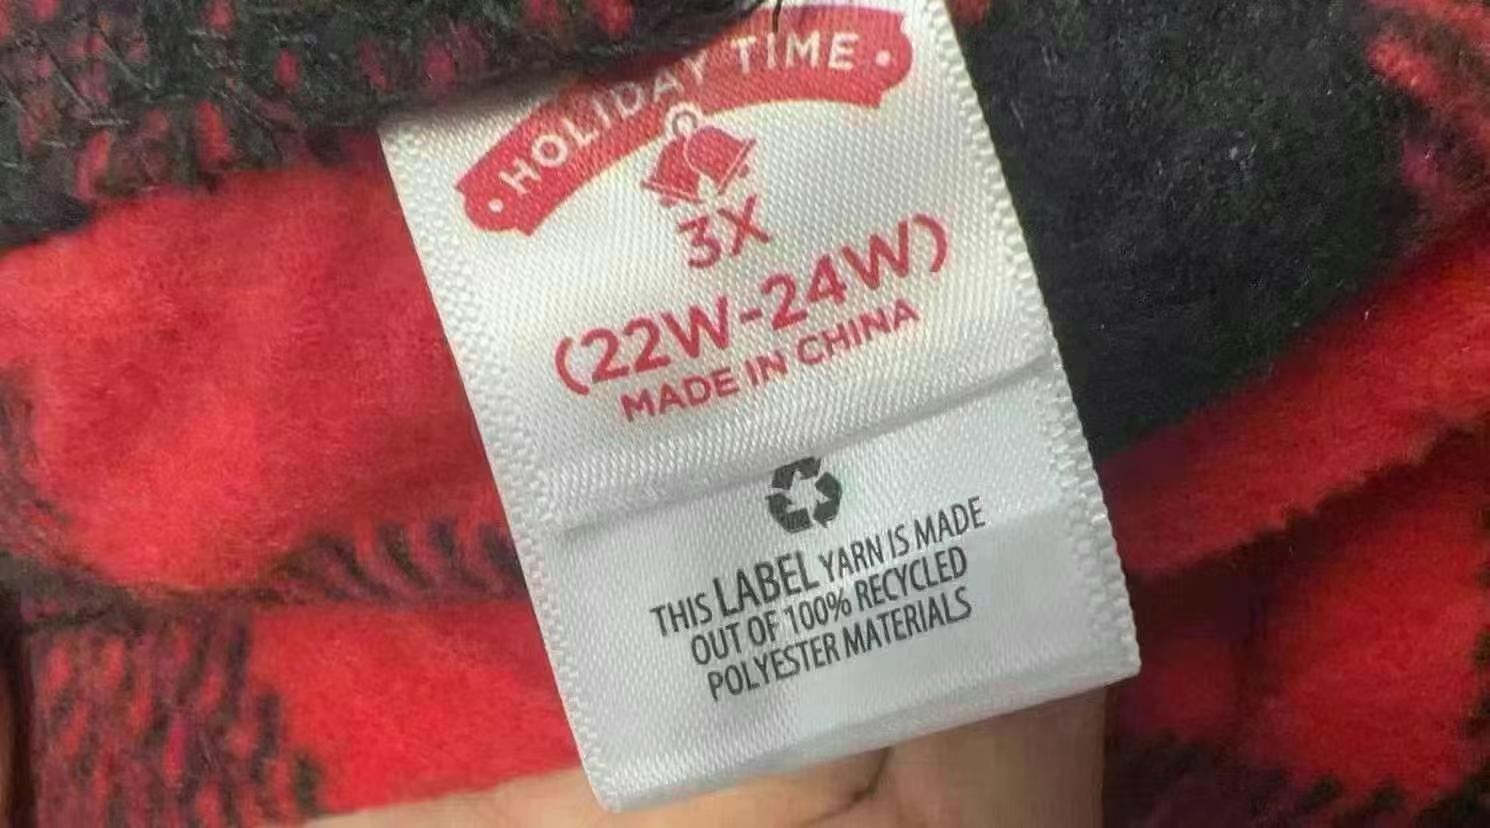 • HOLIDAY TIME •
3X
(22W-24W)
MADE IN CHINA
THIS LABEL YARN IS MADE
OUT OF 100% RECYCLED
POLYESTER MATERIALS